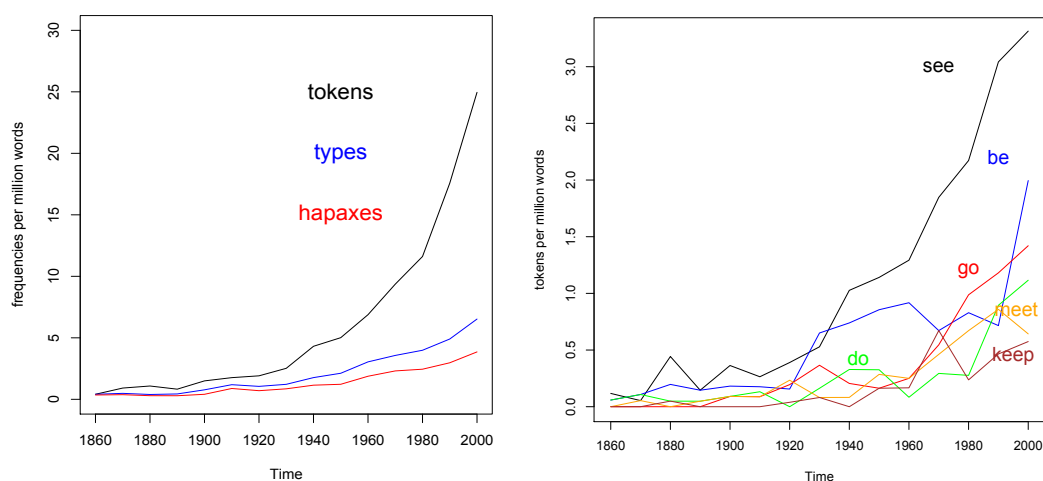 frequencies per million words
30
25
20
15
10
5
0
tokens
types
hapaxes
1860 1880 1900 1920 1940 1960 1980 2000
Time
tokens per million words
3.0
2.5
2.0
1.5
1.0
0.5
0.0
see
be
go
meet
do
keep
1860 1880 1900 1920 1940 1960 1980 2000
Time